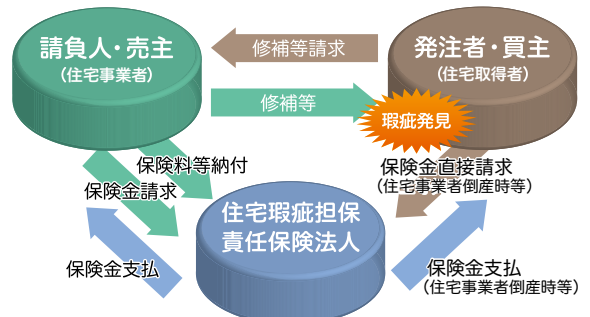 請負人・売主
（住宅事業者）
修補等請求
発注者・買主
（住宅取得者）
修補等
瑕疵発見
保険料等納付
保険金請求
保険金直接請求
（住宅事業者倒産時等）
住宅瑕疵担保
責任保険法人
保険金支払
保険金支払
（住宅事業者倒産時等）